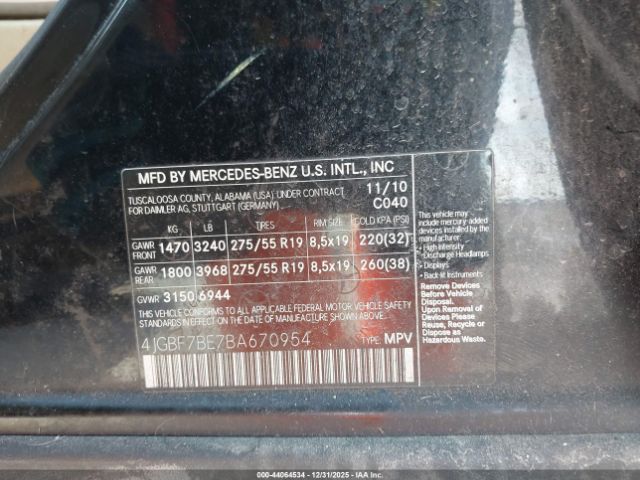 MFD BY MERCEDES-BENZ U.S. INTL., INC
TUSCALOOSA COUNTY, ALABAMA (USA) UNDER CONTRACT 11/10
FOR DAIMLER AG, STUTTGART (GERMANY) C040
KG LB TIRES RIM SIZE COLD KPA (PSI)
GAWR FRONT 1470 3240 275/55 R19 8,5x19 220(32)
GAWR REAR 1800 3968 275/55 R19 8,5x19 260(38)
GVWR 3150 6944
THIS VEHICLE CONFORMS TO ALL APPLICABLE FEDERAL MOTOR VEHICLE SAFETY
STANDARDS IN EFFECT ON THE DATE OF MANUFACTURE SHOWN ABOVE.
4JGBF7BE7BA670954 TYPE: MPV
This vehicle may
include mercury-added
devices installed by the
manufacturer:
• High intensity
Discharge Headlamps
• Displays
• Back-lit Instruments
Remove Devices
Before Vehicle
Disposal.
Upon Removal of
Devices Please
Reuse, Recycle or
Dispose as
Hazardous Waste.
000-44064534 | 12/31/2025 - IAAI.COM